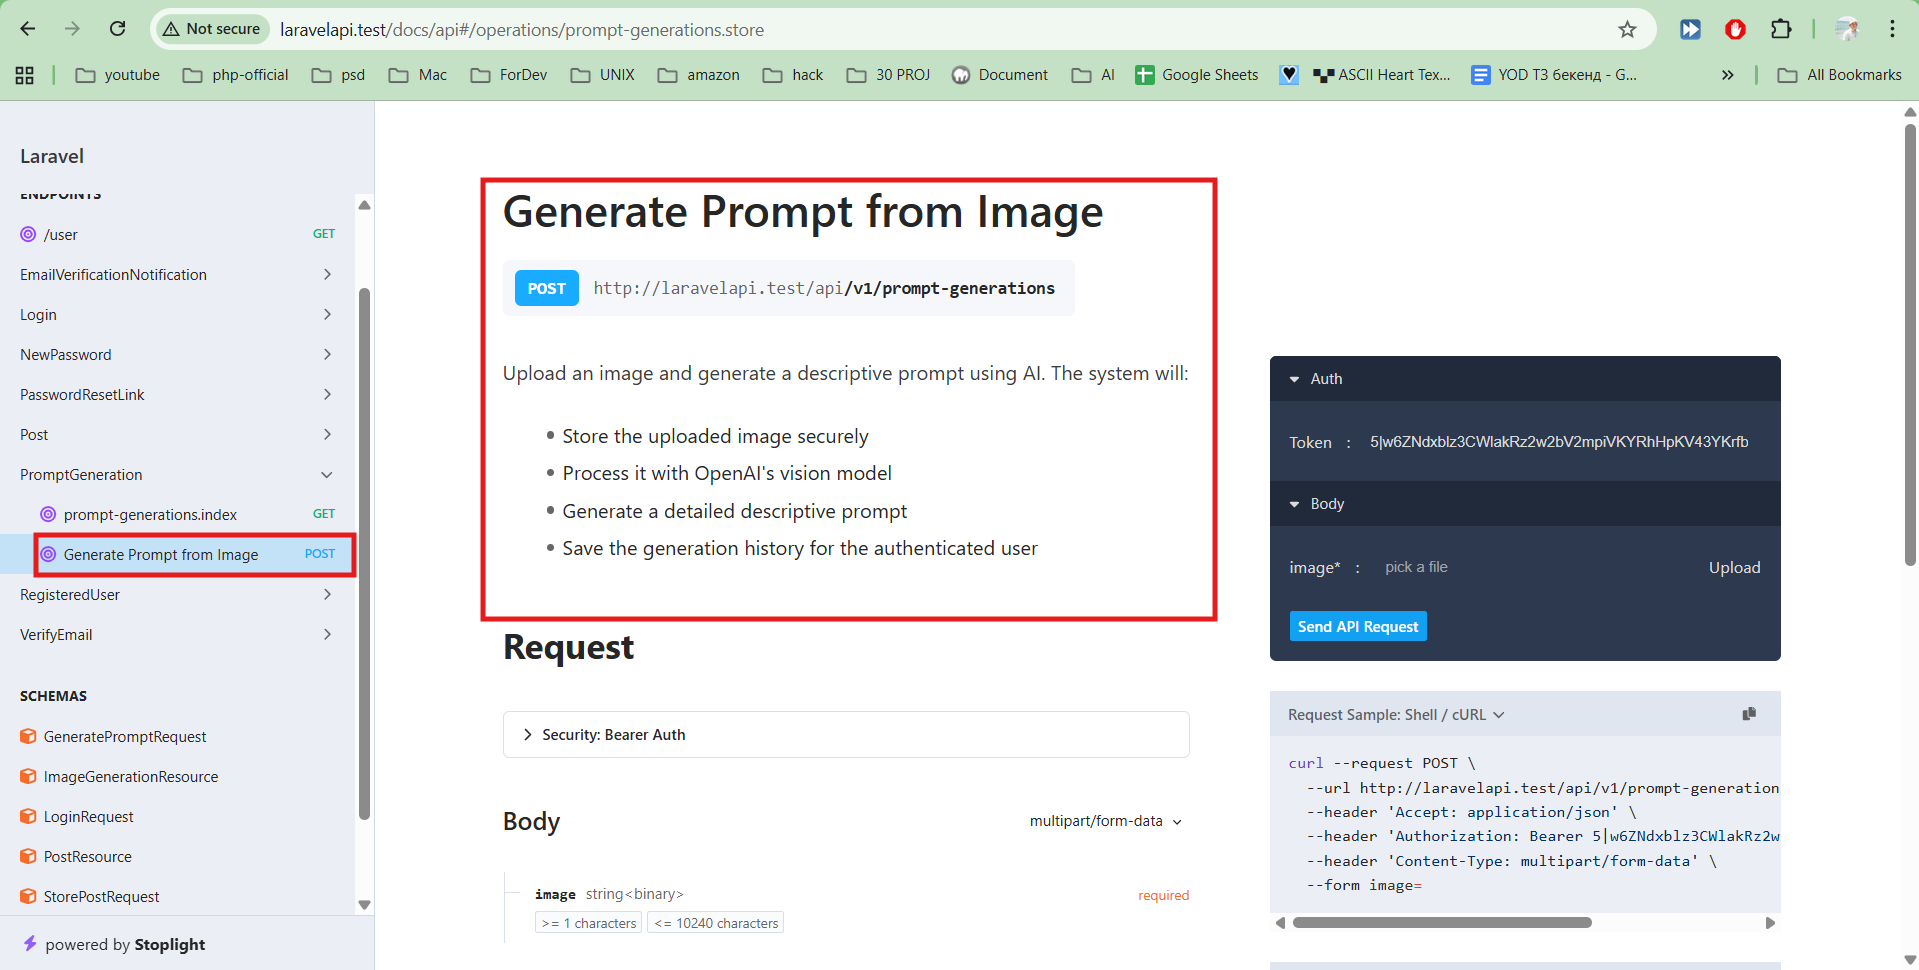 Not secure
laravelapi.test/docs/api#/operations/prompt-generations.store
youtube
php-official
psd
Mac
ForDev
UNIX
amazon
hack
30 PROJ
Document
AI
Google Sheets
ASCII Heart Tex...
YOD ТЗ бекенд - G...
All Bookmarks
Laravel
ENDPOINTS
/user GET
EmailVerificationNotification
Login
NewPassword
PasswordResetLink
Post
PromptGeneration
prompt-generations.index GET
Generate Prompt from Image POST
RegisteredUser
VerifyEmail
SCHEMAS
GeneratePromptRequest
ImageGenerationResource
LoginRequest
PostResource
StorePostRequest
powered by Stoplight
Generate Prompt from Image
POST http://laravelapi.test/api/v1/prompt-generations
Upload an image and generate a descriptive prompt using AI. The system will:
Store the uploaded image securely
Process it with OpenAI's vision model
Generate a detailed descriptive prompt
Save the generation history for the authenticated user
Request
Security: Bearer Auth
Body multipart/form-data
image string<binary> required
>= 1 characters <= 10240 characters
Auth
Token : 5|w6ZNdxblz3CWlakRz2w2bV2mpiVKYRhHpKV43YKrfb
Body
image* : pick a file Upload
Send API Request
Request Sample: Shell / cURL
curl --request POST \
--url http://laravelapi.test/api/v1/prompt-generation
--header 'Accept: application/json' \
--header 'Authorization: Bearer 5|w6ZNdxblz3CWlakRz2w
--header 'Content-Type: multipart/form-data' \
--form image=